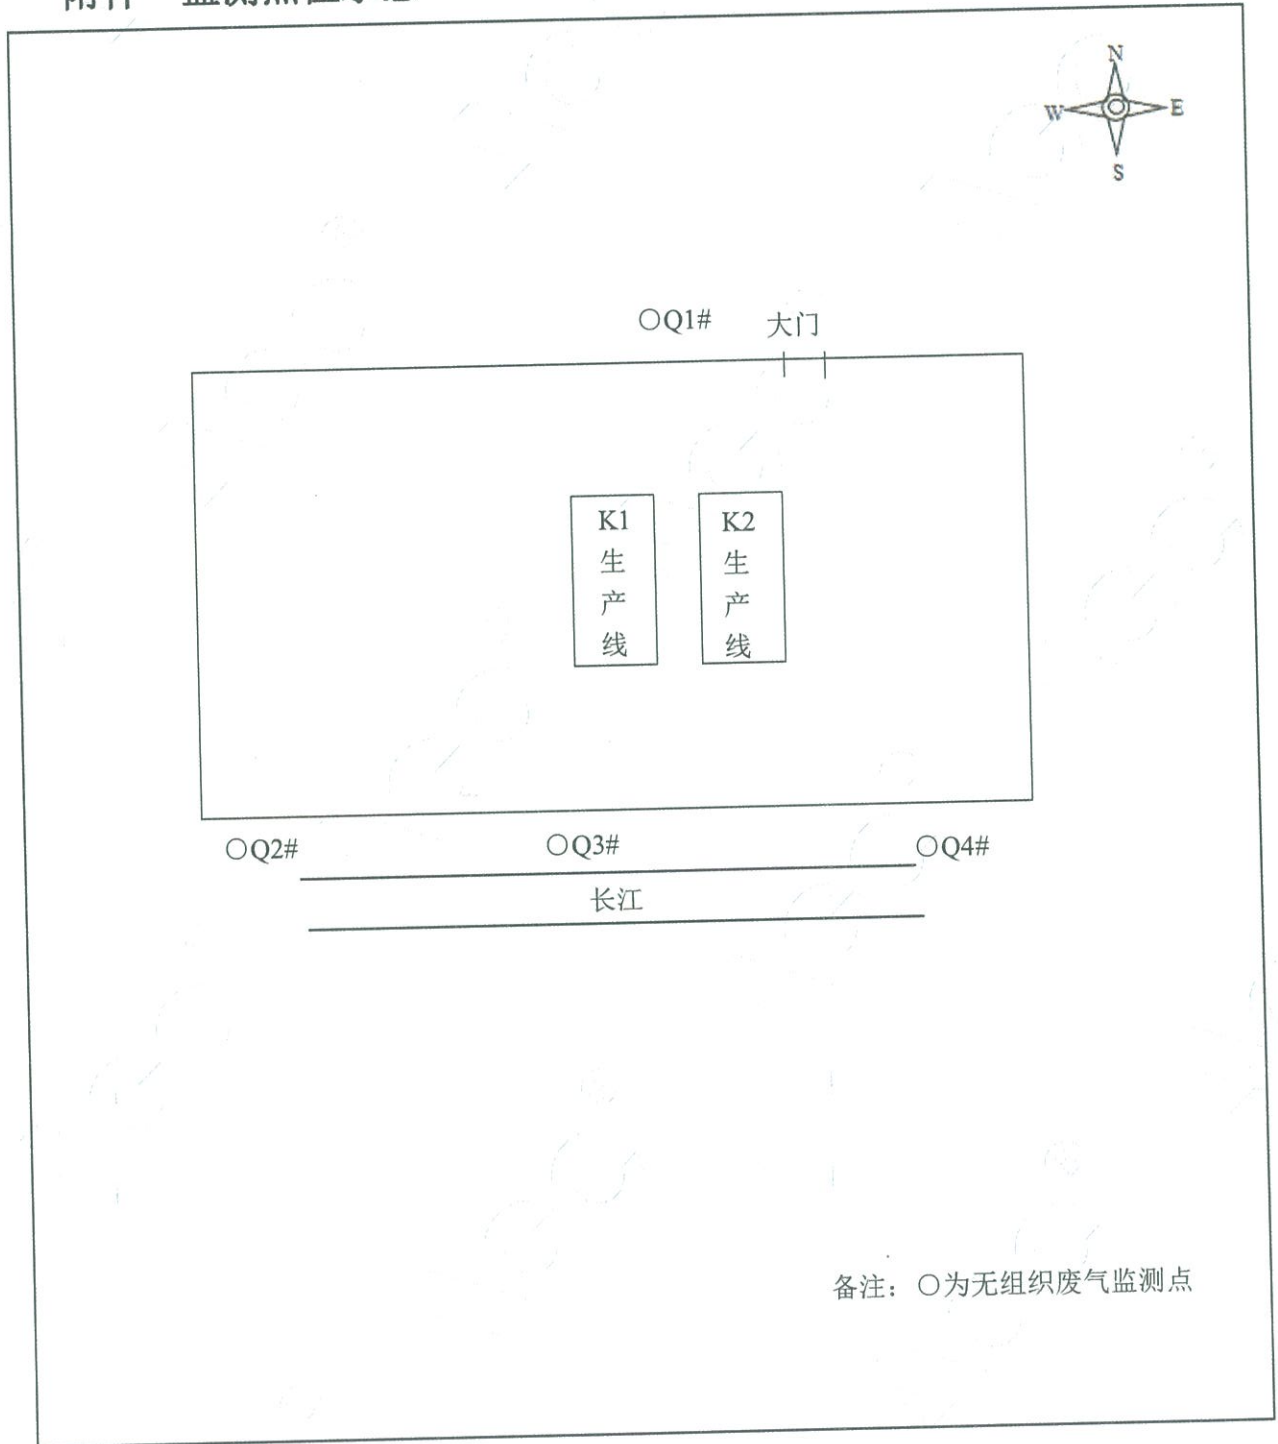 N
W E
S
○Q1# 大门
K1
生
产
线
K2
生
产
线
○Q2# ○Q3# ○Q4#
长江
备注：○为无组织废气监测点